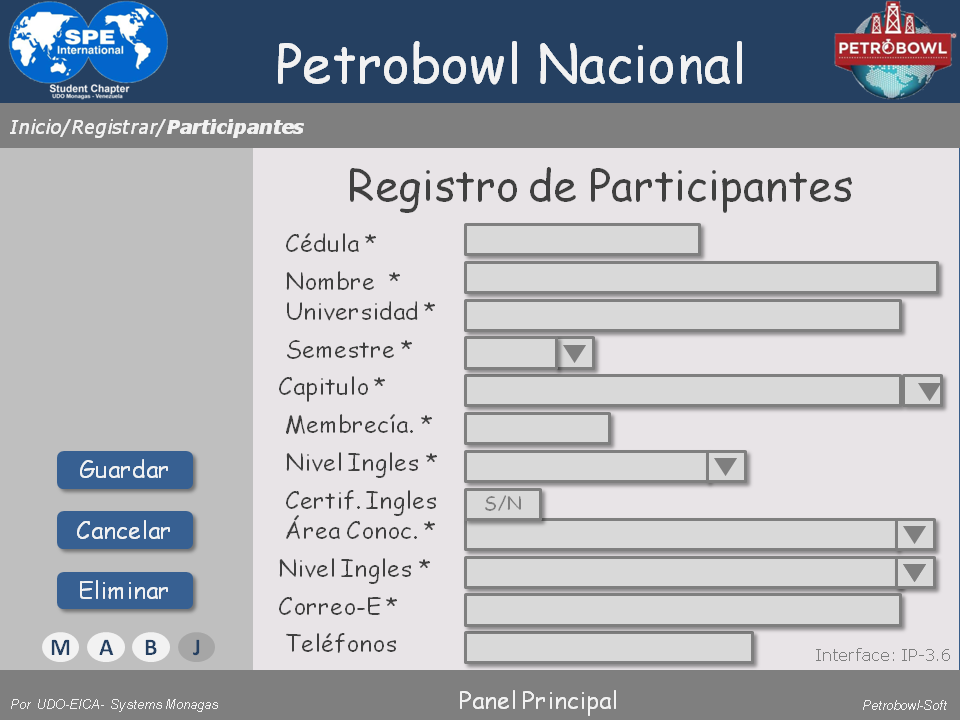 SPE
International
Student Chapter
UDO Monagas - Venezuela
Petrobowl Nacional
PETROBOWL
Inicio/Registrar/Participantes
Registro de Participantes
Cédula *
Nombre *
Universidad *
Semestre *
Capitulo *
Membrecía. *
Nivel Ingles *
Certif. Ingles S/N
Área Conoc. *
Nivel Ingles *
Correo-E *
Teléfonos
Guardar
Cancelar
Eliminar
M A B J
Interface: IP-3.6
Por UDO-EICA- Systems Monagas
Panel Principal
Petrobowl-Soft